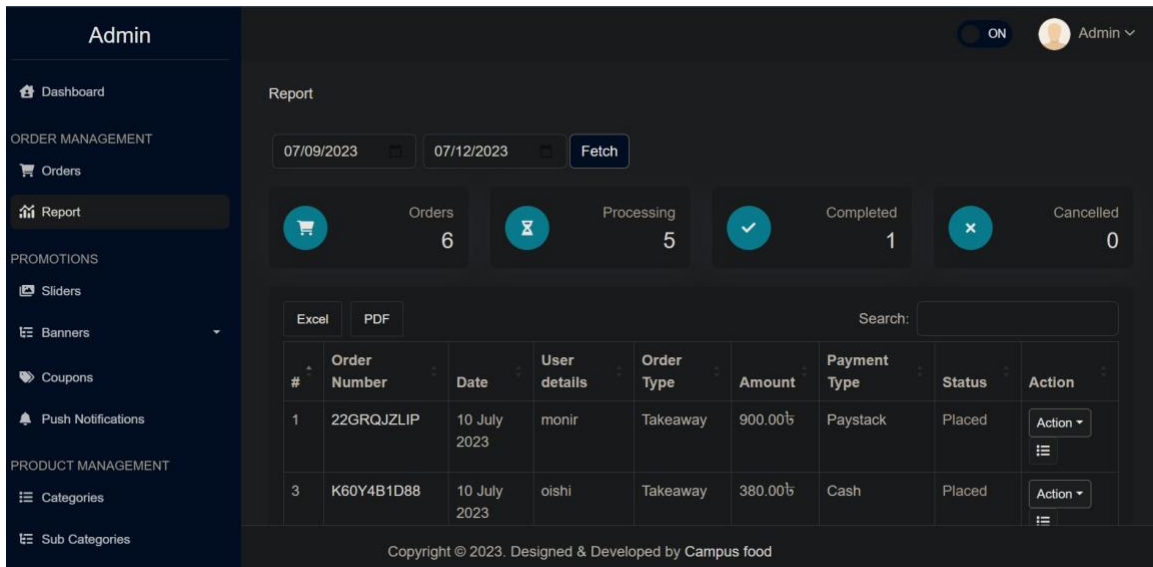 Admin
ON
Admin
Dashboard
Report
ORDER MANAGEMENT
07/09/2023 07/12/2023 Fetch
Orders
Report
Orders
6
Processing
5
Completed
1
Cancelled
0
PROMOTIONS
Sliders
Banners
Coupons
Push Notifications
PRODUCT MANAGEMENT
Categories
Sub Categories
Excel PDF Search:
# Order Number Date User details Order Type Amount Payment Type Status Action
1 22GRQJZLIP 10 July 2023 monir Takeaway 900.00৳ Paystack Placed Action
3 K60Y4B1D88 10 July 2023 oishi Takeaway 380.00৳ Cash Placed Action
Copyright © 2023. Designed & Developed by Campus food